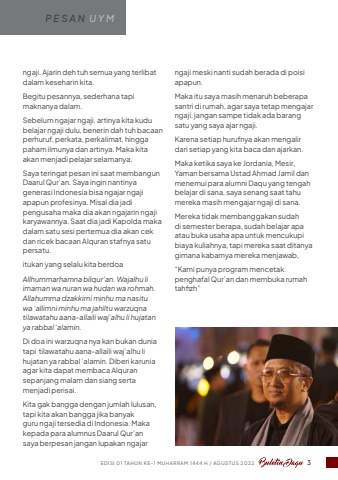 PESAN UYM
ngaji. Ajarin deh tuh semua yang terlibat
dalam keseharin kita.
Begitu pesannya, sederhana tapi
maknanya dalam.
Sebelum ngajar ngaji, artinya kita kudu
belajar ngaji dulu, benerin dah tuh bacaan
perhuruf, perkata, perkalimat, hingga
paham ilmunya dan artinya. Maka kita
akan menjadi pelajar selamanya.
Saya teringat pesan ini saat membangun
Daarul Qur'an. Saya ingin nantinya
generasi Indonesia bisa ngajar ngaji
apapun profesinya. Misal dia jadi
pengusaha maka dia akan ngajarin ngaji
karyawannya. Saat dia jadi Kapolda maka
dalam satu sesi pertemua dia akan cek
dan ricek bacaan Alquran stafnya satu
persatu.
itukan yang selalu kita berdoa
Allhummarhamna bilqur'an. Wajalhu li
imaman wa nuran wa hudan wa rohmah.
Allahumma dzakkirni minhu ma nasitu
wa 'allimni minhu ma jahiltu warzuqna
tilawatahu aana-allaili waj'alhu li hujatan
ya rabbal 'alamin.
Di doa ini warzuqna nya kan bukan dunia
tapi tilawatahu aana-allaili waj'alhu li
hujatan ya rabbal 'alamin. Diberi karunia
agar kita dapat membaca Alquran
sepanjang malam dan siang serta
menjadi perisai.
Kita gak bangga dengan jumlah lulusan,
tapi kita akan bangga jika banyak
guru ngaji tersedia di Indonesia. Maka
kepada para alumnus Daarul Qur'an
saya berpesan jangan lupakan ngajar
ngaji meski nanti sudah berada di posisi
apapun.
Maka itu saya masih menaruh beberapa
santri di rumah, agar saya tetap mengajar
ngaji, jangan sampe tidak ada barang
satu yang saya ajar ngaji.
Karena setiap hurufnya akan mengalir
dari setiap yang kita baca dan ajarkan.
Maka ketika saya ke Jordania, Mesir,
Yaman bersama Ustad Ahmad Jamil dan
menemui para alumni Daqu yang tengah
belajar di sana, saya senang saat tahu
mereka masih mengajar ngaji di sana.
Mereka tidak membanggakan sudah
di semester berapa, sudah belajar apa
atau buka usaha apa untuk mencukupi
biaya kuliahnya, tapi mereka saat ditanya
gimana kabarnya mereka menjawab,
"Kami punya program mencetak
penghafal Qur'an dan membuka rumah
tahfizh"
EDISI 01 TAHUN KE-1 MUHARRAM 1444 H / AGUSTUS 2022 Buletin Daqu 3